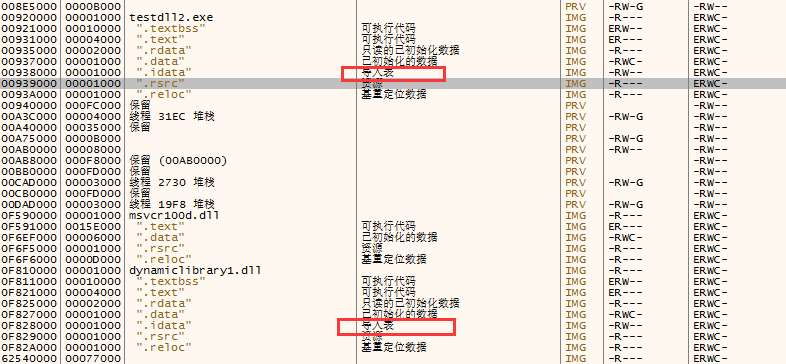 008E5000 0000B000 PRV -RW-G -RW--
00920000 00001000 testdll2.exe IMG -R--- ERWC-
00921000 00010000 ".textbss" 可执行代码 IMG ERW-- ERWC-
00931000 00004000 ".text" 可执行代码 IMG ER--- ERWC-
00935000 00002000 ".rdata" 只读的已初始化数据 IMG -R--- ERWC-
00937000 00001000 ".data" 已初始化的数据 IMG -RWC- ERWC-
00938000 00001000 ".idata" 导入表 IMG -RW-- ERWC-
00939000 00001000 ".rsrc" 资源 IMG -R--- ERWC-
0093A000 00001000 ".reloc" 基重定位数据 IMG -R--- ERWC-
00940000 000FC000 保留 PRV -RW--
00A3C000 00004000 线程 31EC 堆栈 PRV -RW-G -RW--
00A40000 00035000 保留 PRV -RW--
00A75000 0000B000 PRV -RW-G -RW--
00AB0000 00008000 PRV -RW-- -RW--
00AB8000 000F8000 保留 (00AB0000) PRV -RW--
00BB0000 000FD000 保留 PRV -RW--
00CAD000 00003000 线程 2730 堆栈 PRV -RW-G -RW--
00CB0000 000FD000 保留 PRV -RW--
00DAD000 00003000 线程 19F8 堆栈 PRV -RW-G -RW--
0F590000 00001000 msvcr100d.dll IMG -R--- ERWC-
0F591000 0015E000 ".text" 可执行代码 IMG ER--- ERWC-
0F6EF000 00006000 ".data" 已初始化的数据 IMG -RWC- ERWC-
0F6F5000 00001000 ".rsrc" 资源 IMG -R--- ERWC-
0F6F6000 0000D000 ".reloc" 基重定位数据 IMG -R--- ERWC-
0F810000 00001000 dynamiclibrary1.dll IMG -R--- ERWC-
0F811000 00010000 ".textbss" 可执行代码 IMG ERW-- ERWC-
0F821000 00004000 ".text" 可执行代码 IMG ER--- ERWC-
0F825000 00002000 ".rdata" 只读的已初始化数据 IMG -R--- ERWC-
0F827000 00001000 ".data" 已初始化的数据 IMG -RWC- ERWC-
0F828000 00001000 ".idata" 导入表 IMG -RW-- ERWC-
0F829000 00001000 ".rsrc" 资源 IMG -R--- ERWC-
0F82A000 00001000 ".reloc" 基重定位数据 IMG -R--- ERWC-
62540000 00077000